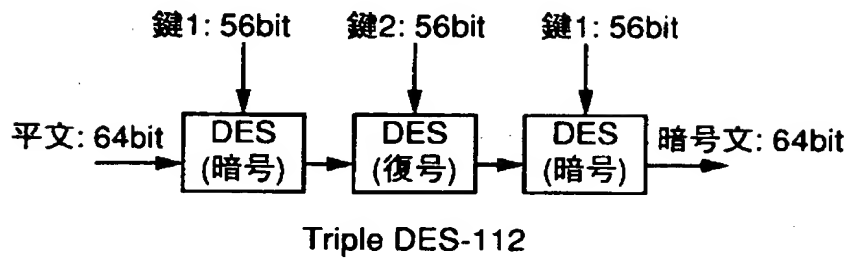 鍵1: 56bit 鍵2: 56bit 鍵1: 56bit
平文: 64bit DES DES DES 暗号文: 64bit
(暗号) (復号) (暗号)
Triple DES-112